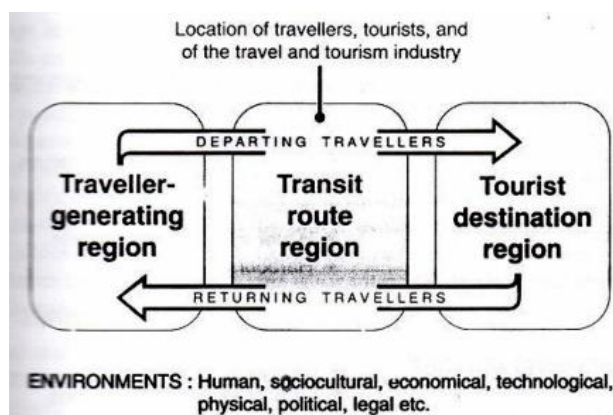 Location of travellers, tourists, and
of the travel and tourism industry
DEPARTING TRAVELLERS
Traveller-
generating
region
Transit
route
region
Tourist
destination
region
RETURNING TRAVELLERS
ENVIRONMENTS : Human, sociocultural, economical, technological,
physical, political, legal etc.